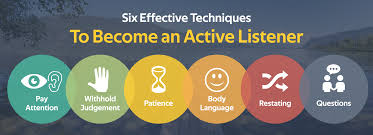 Six Effective Techniques
To Become an Active Listener
Pay
Attention
Withhold
Judgement
Patience
Body
Language
Restating
Questions